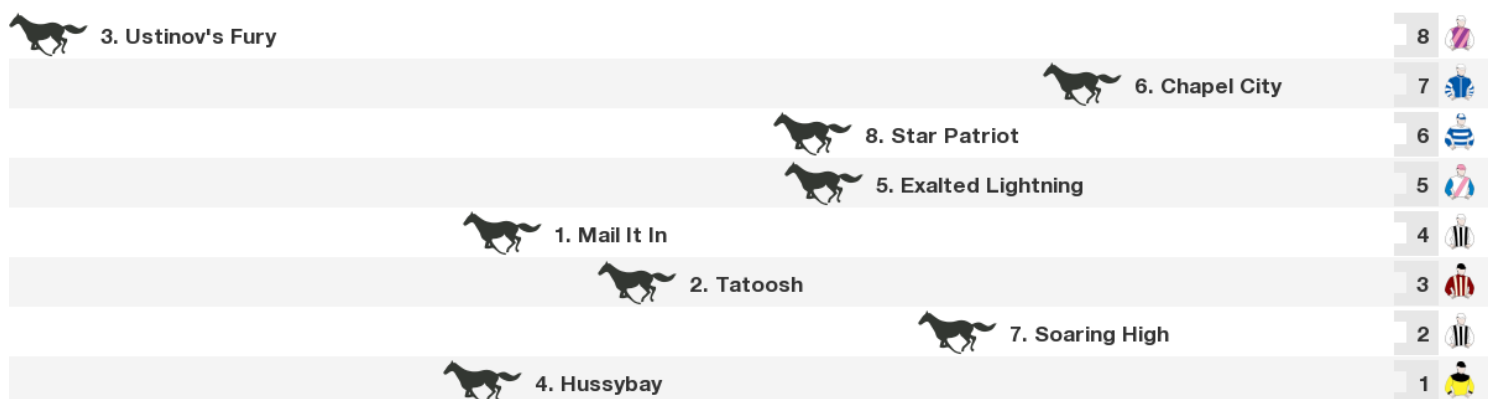 3. Ustinov's Fury 8
6. Chapel City 7
8. Star Patriot 6
5. Exalted Lightning 5
1. Mail It In 4
2. Tatoosh 3
7. Soaring High 2
4. Hussybay 1